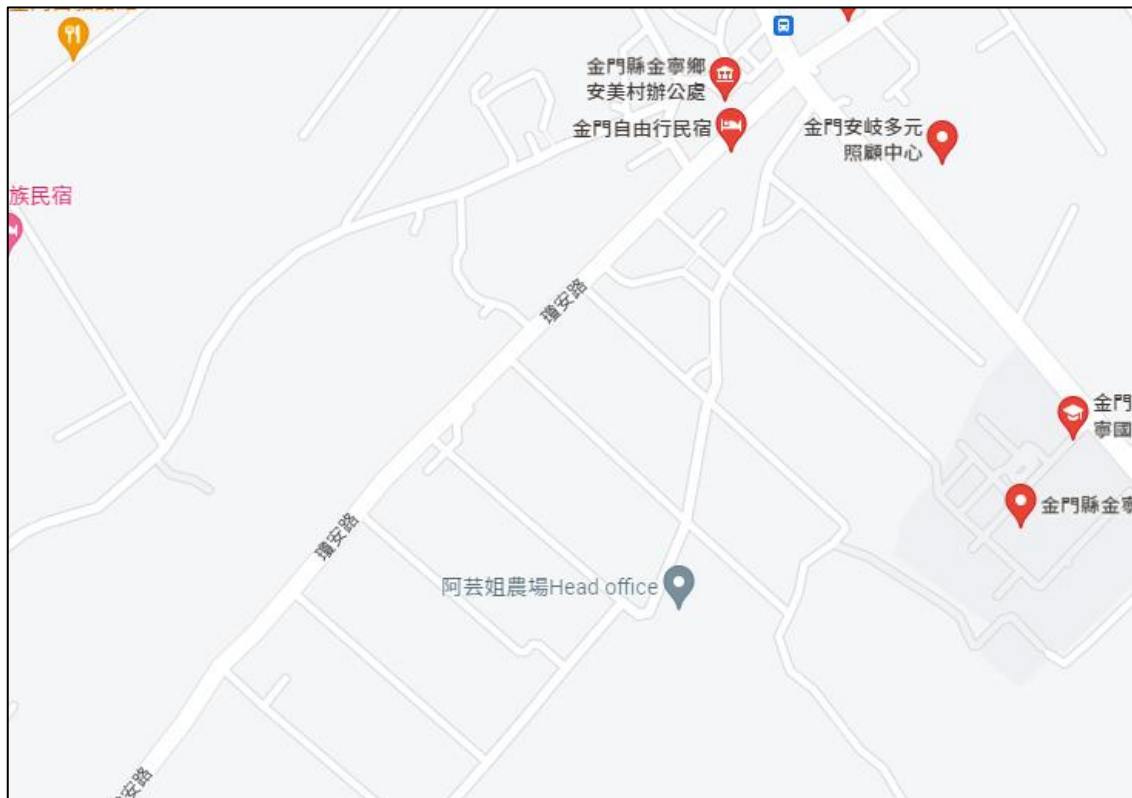 金門縣金寧鄉
安美村辦公處
金門自由行民宿
金門安岐多元
照顧中心
族民宿
瓊安路
金門
寧國
金門縣金寧
瓊安路
阿芸姐農場Head office
瓊安路